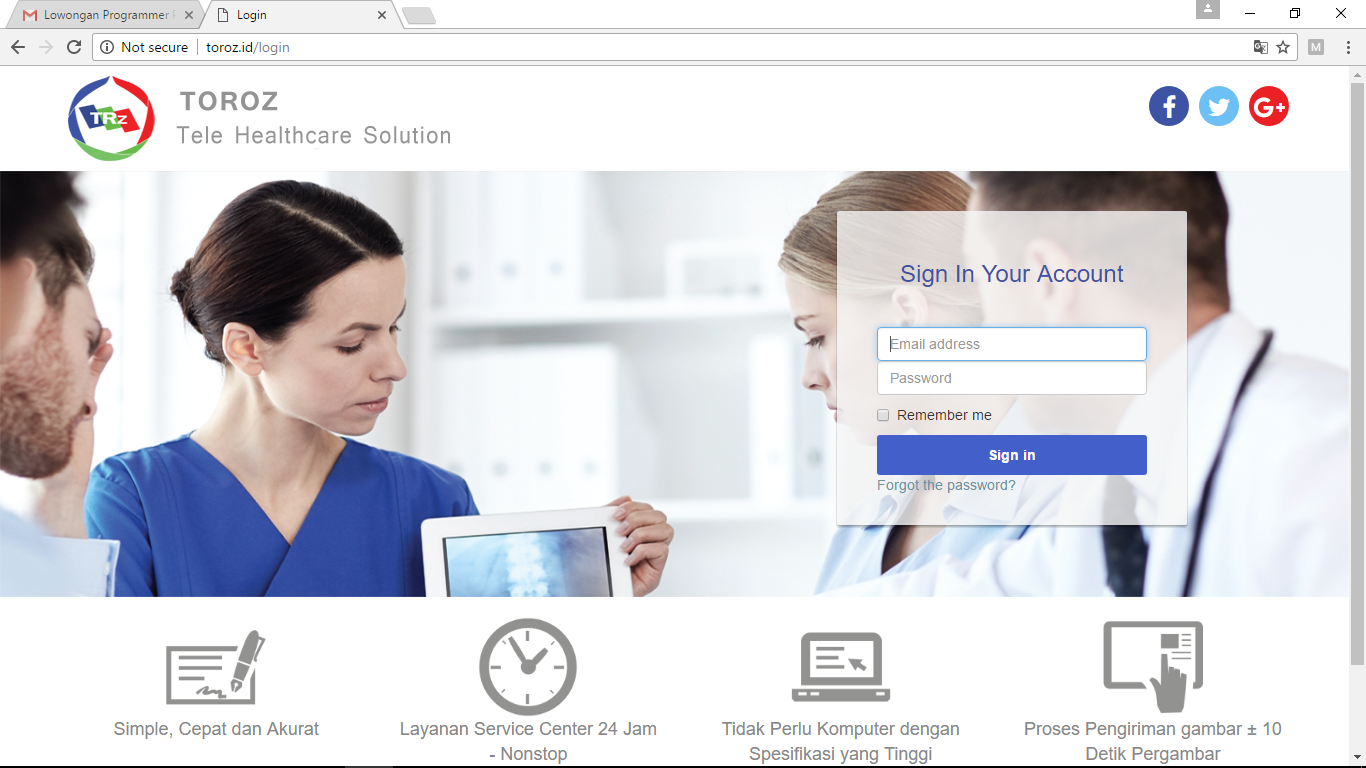 Lowongan Programmer
Login
Not secure
toroz.id/login
M
TRz
TOROZ
Tele Healthcare Solution
f
G+
Sign In Your Account
Email address
Password
Remember me
Sign in
Forgot the password?
Simple, Cepat dan Akurat
Layanan Service Center 24 Jam
- Nonstop
Tidak Perlu Komputer dengan
Spesifikasi yang Tinggi
Proses Pengiriman gambar ± 10
Detik Pergambar